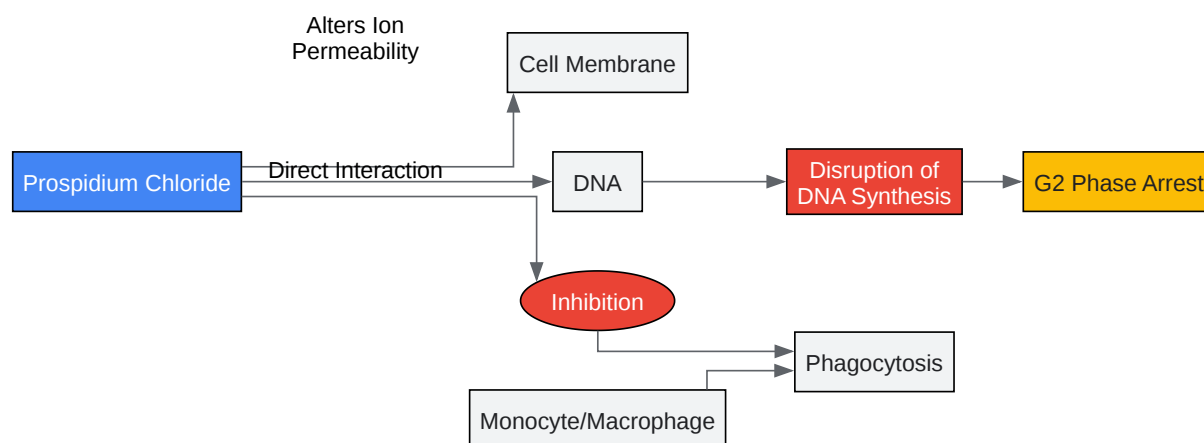 Alters Ion
Permeability
Cell Membrane
Prospidium Chloride
Direct Interaction
DNA
Disruption of
DNA Synthesis
G2 Phase Arrest
Inhibition
Phagocytosis
Monocyte/Macrophage